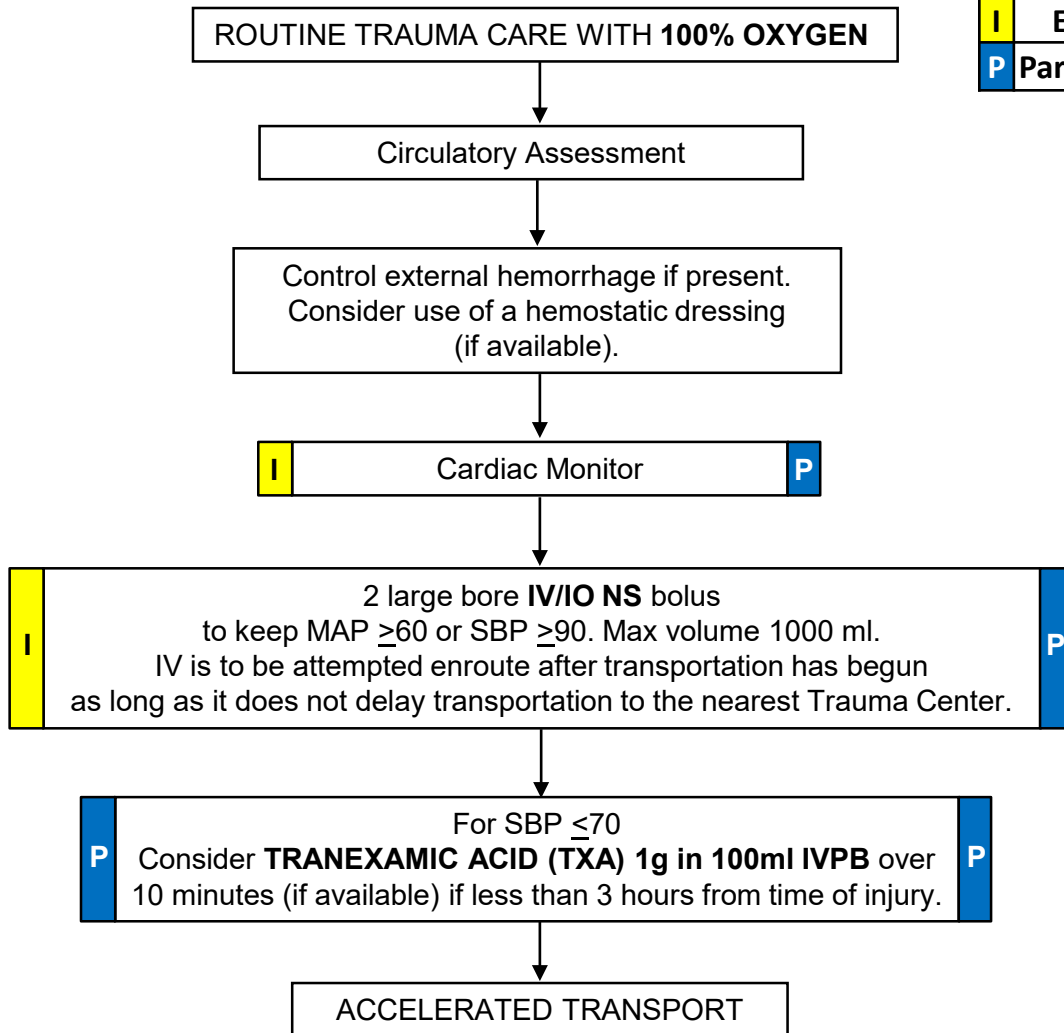 ROUTINE TRAUMA CARE WITH 100% OXYGEN
I E
P Par
Circulatory Assessment
Control external hemorrhage if present.
Consider use of a hemostatic dressing
(if available).
I Cardiac Monitor P
2 large bore IV/IO NS bolus
to keep MAP ≥60 or SBP ≥90. Max volume 1000 ml.
I P
IV is to be attempted enroute after transportation has begun
as long as it does not delay transportation to the nearest Trauma Center.
For SBP ≤70
P Consider TRANEXAMIC ACID (TXA) 1g in 100ml IVPB over P
10 minutes (if available) if less than 3 hours from time of injury.
ACCELERATED TRANSPORT